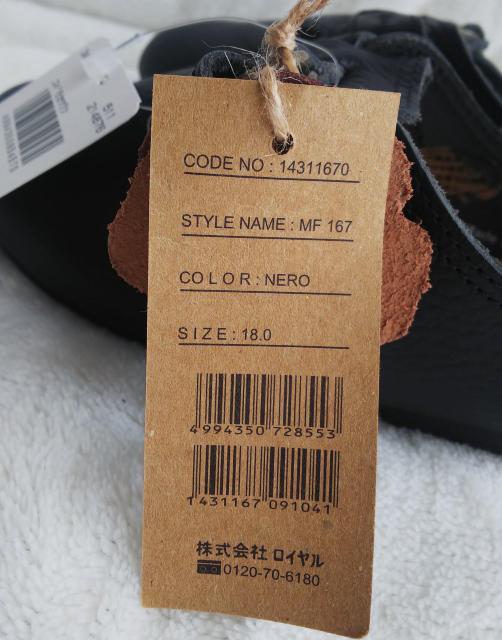 CODE NO : 14311670
STYLE NAME : MF 167
COLOR : NERO
SIZE : 18.0
4994350 728553
1431167 091041
株式会社 ロイヤル
0120-70-6180
511